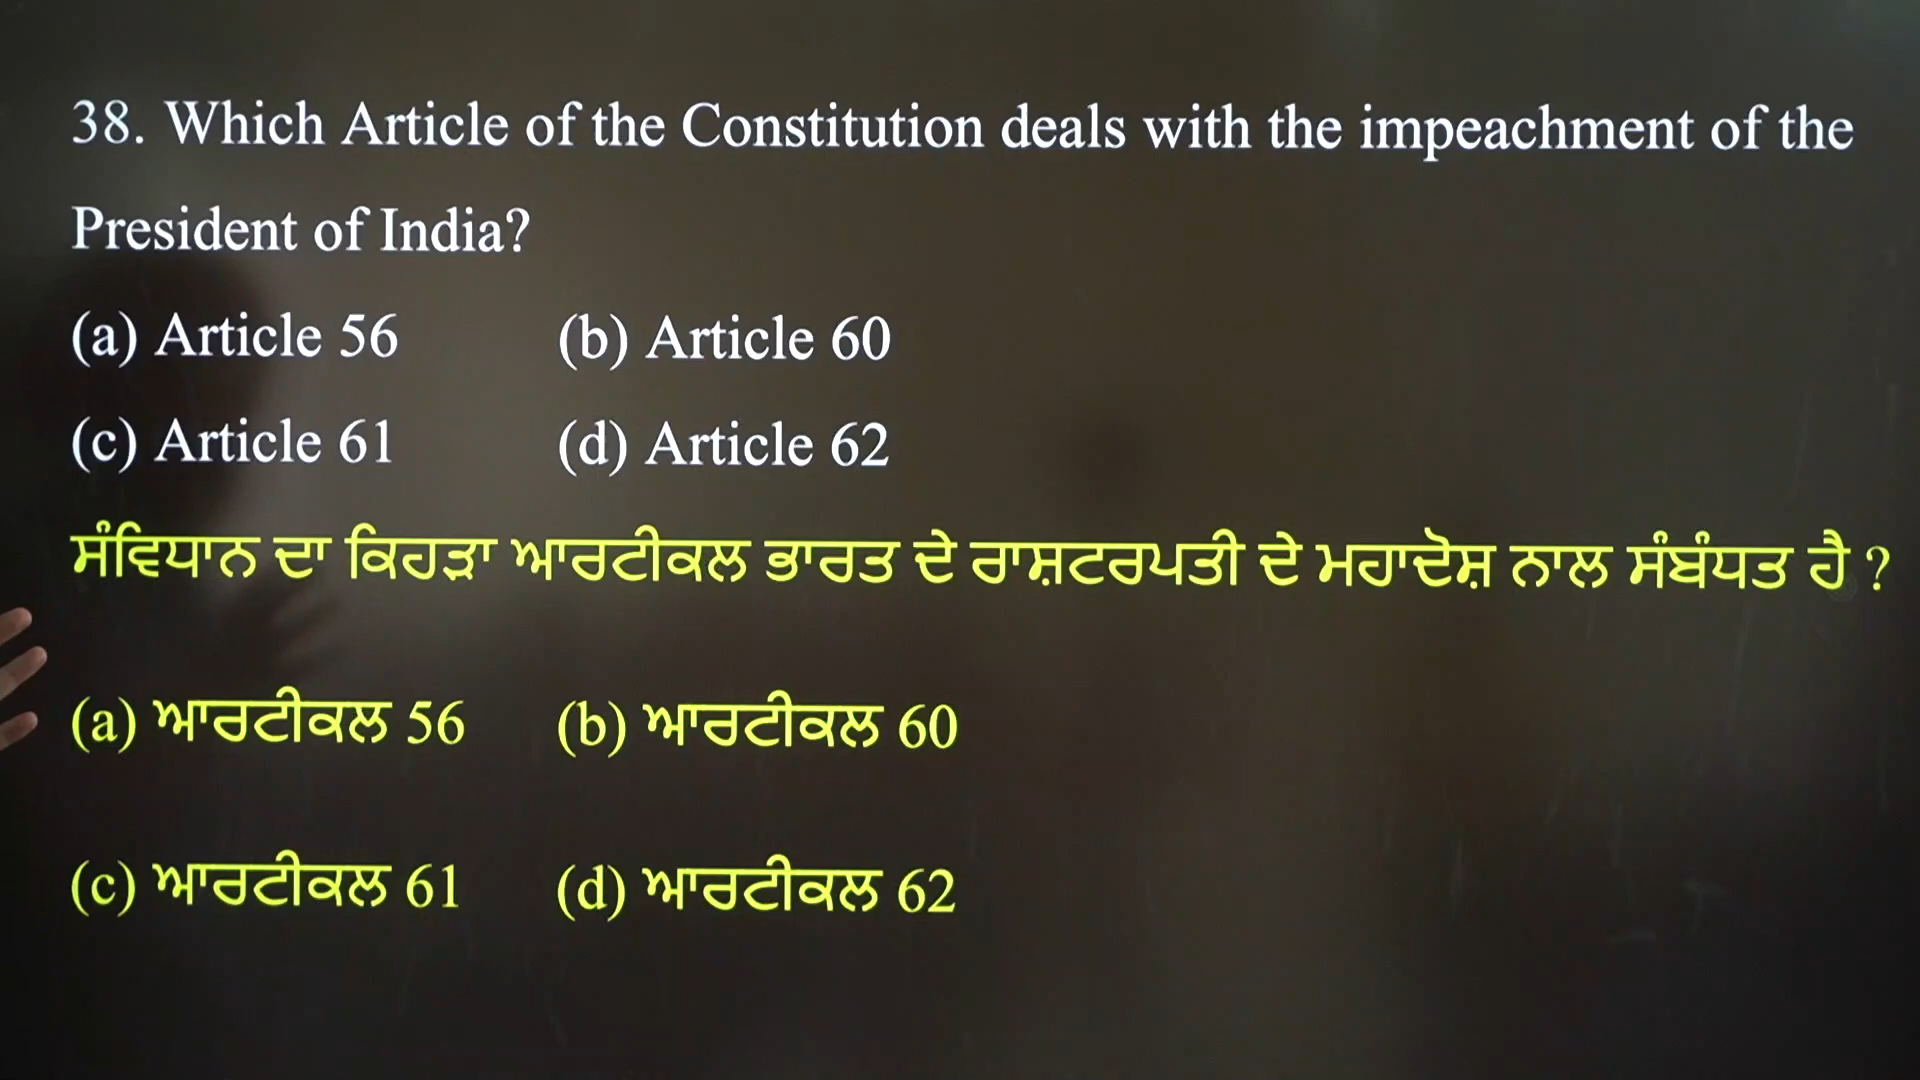 38. Which Article of the Constitution deals with the impeachment of the
President of India?
(a) Article 56 (b) Article 60
(c) Article 61 (d) Article 62
ਸੰਵਿਧਾਨ ਦਾ ਕਿਹੜਾ ਆਰਟੀਕਲ ਭਾਰਤ ਦੇ ਰਾਸ਼ਟਰਪਤੀ ਦੇ ਮਹਾਦੋਸ਼ ਨਾਲ ਸੰਬੰਧਤ ਹੈ ?
(a) ਆਰਟੀਕਲ 56 (b) ਆਰਟੀਕਲ 60
(c) ਆਰਟੀਕਲ 61 (d) ਆਰਟੀਕਲ 62